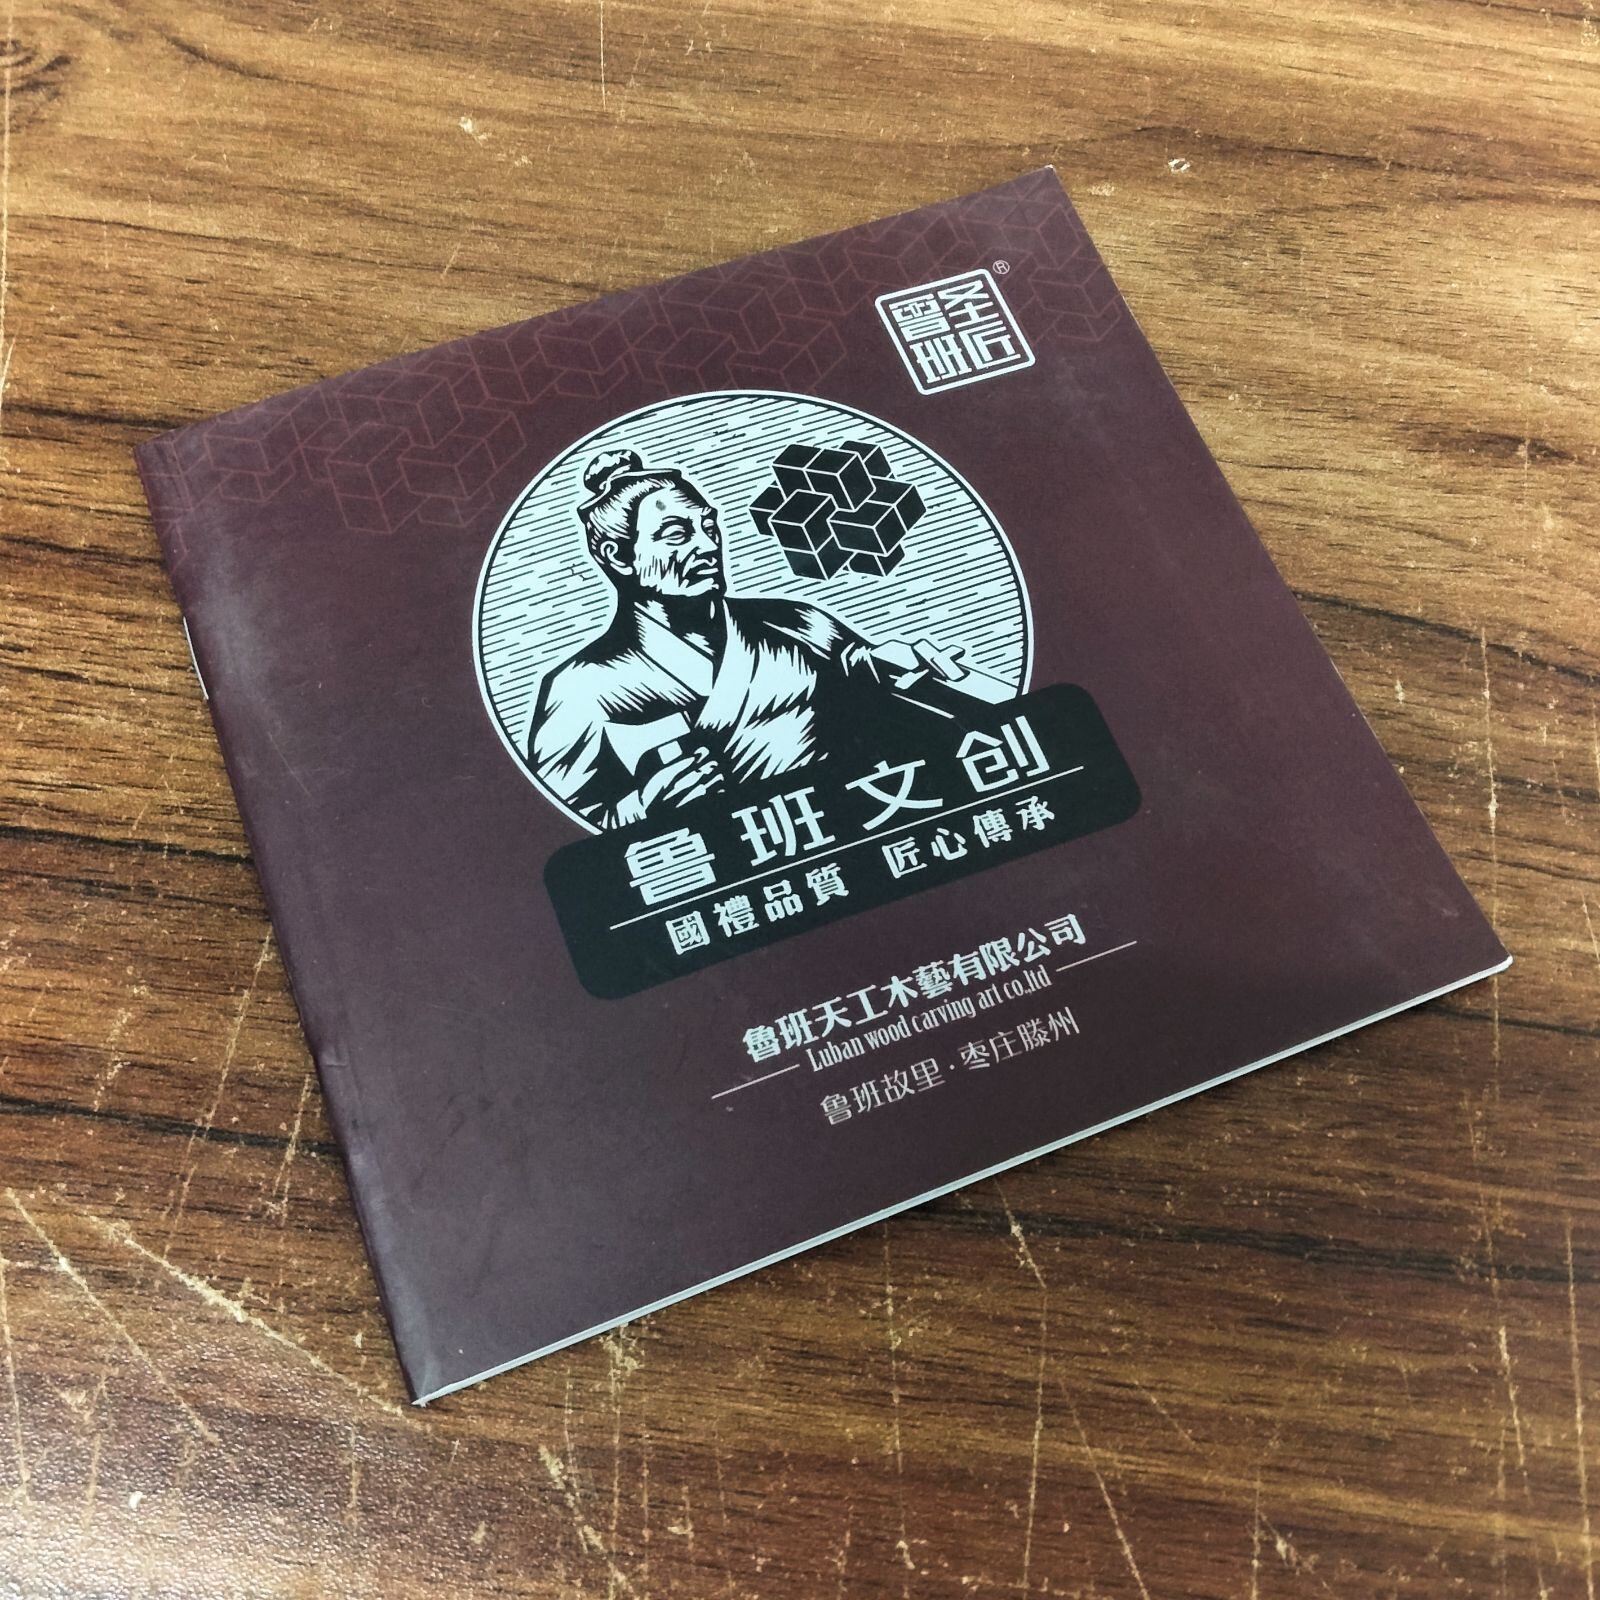 圣匠
魯班
®
鲁班文创
國禮品質 匠心傳承
魯班天工木藝有限公司
Luban wood carving art co.,ltd
鲁班故里·枣庄滕州